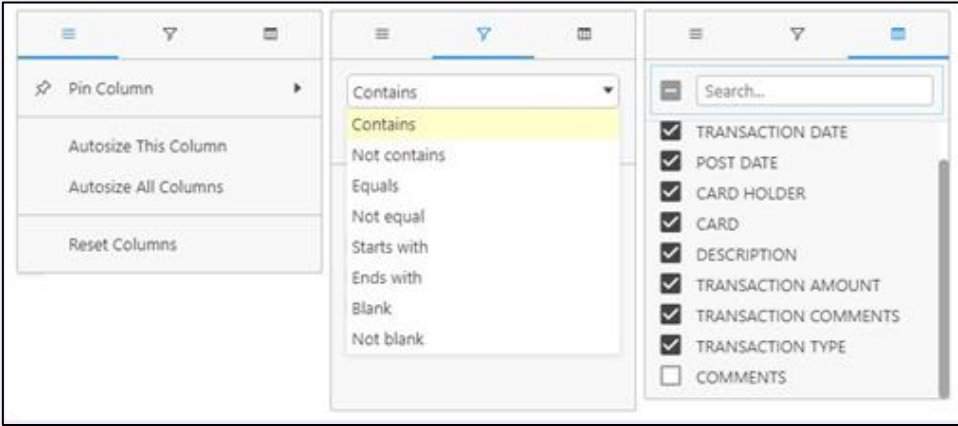 Pin Column
Autosize This Column
Autosize All Columns
Reset Columns
Contains
Contains
Not contains
Equals
Not equal
Starts with
Ends with
Blank
Not blank
Search...
TRANSACTION DATE
POST DATE
CARD HOLDER
CARD
DESCRIPTION
TRANSACTION AMOUNT
TRANSACTION COMMENTS
TRANSACTION TYPE
COMMENTS